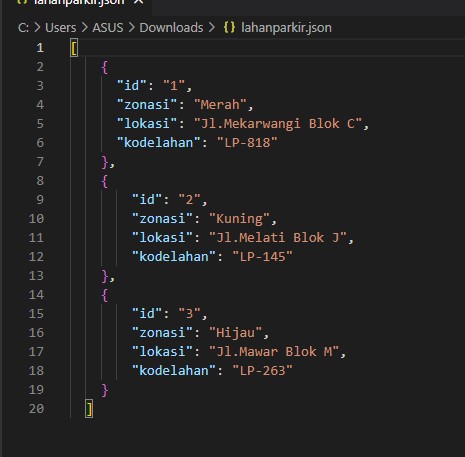 lahanparkir.json
C: > Users > ASUS > Downloads > {} lahanparkir.json
1 [
2 {
3 "id": "1",
4 "zonasi": "Merah",
5 "lokasi": "Jl.Mekarwangi Blok C",
6 "kodelahan": "LP-818"
7 },
8 {
9 "id": "2",
10 "zonasi": "Kuning",
11 "lokasi": "Jl.Melati Blok J",
12 "kodelahan": "LP-145"
13 },
14 {
15 "id": "3",
16 "zonasi": "Hijau",
17 "lokasi": "Jl.Mawar Blok M",
18 "kodelahan": "LP-263"
19 }
20 ]